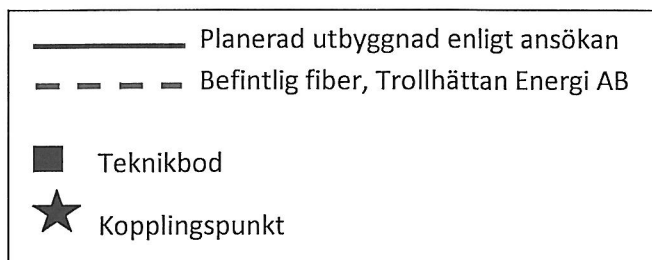 Planerad utbyggnad enligt ansökan
Befintlig fiber, Trollhättan Energi AB
Teknikbod
Kopplingspunkt